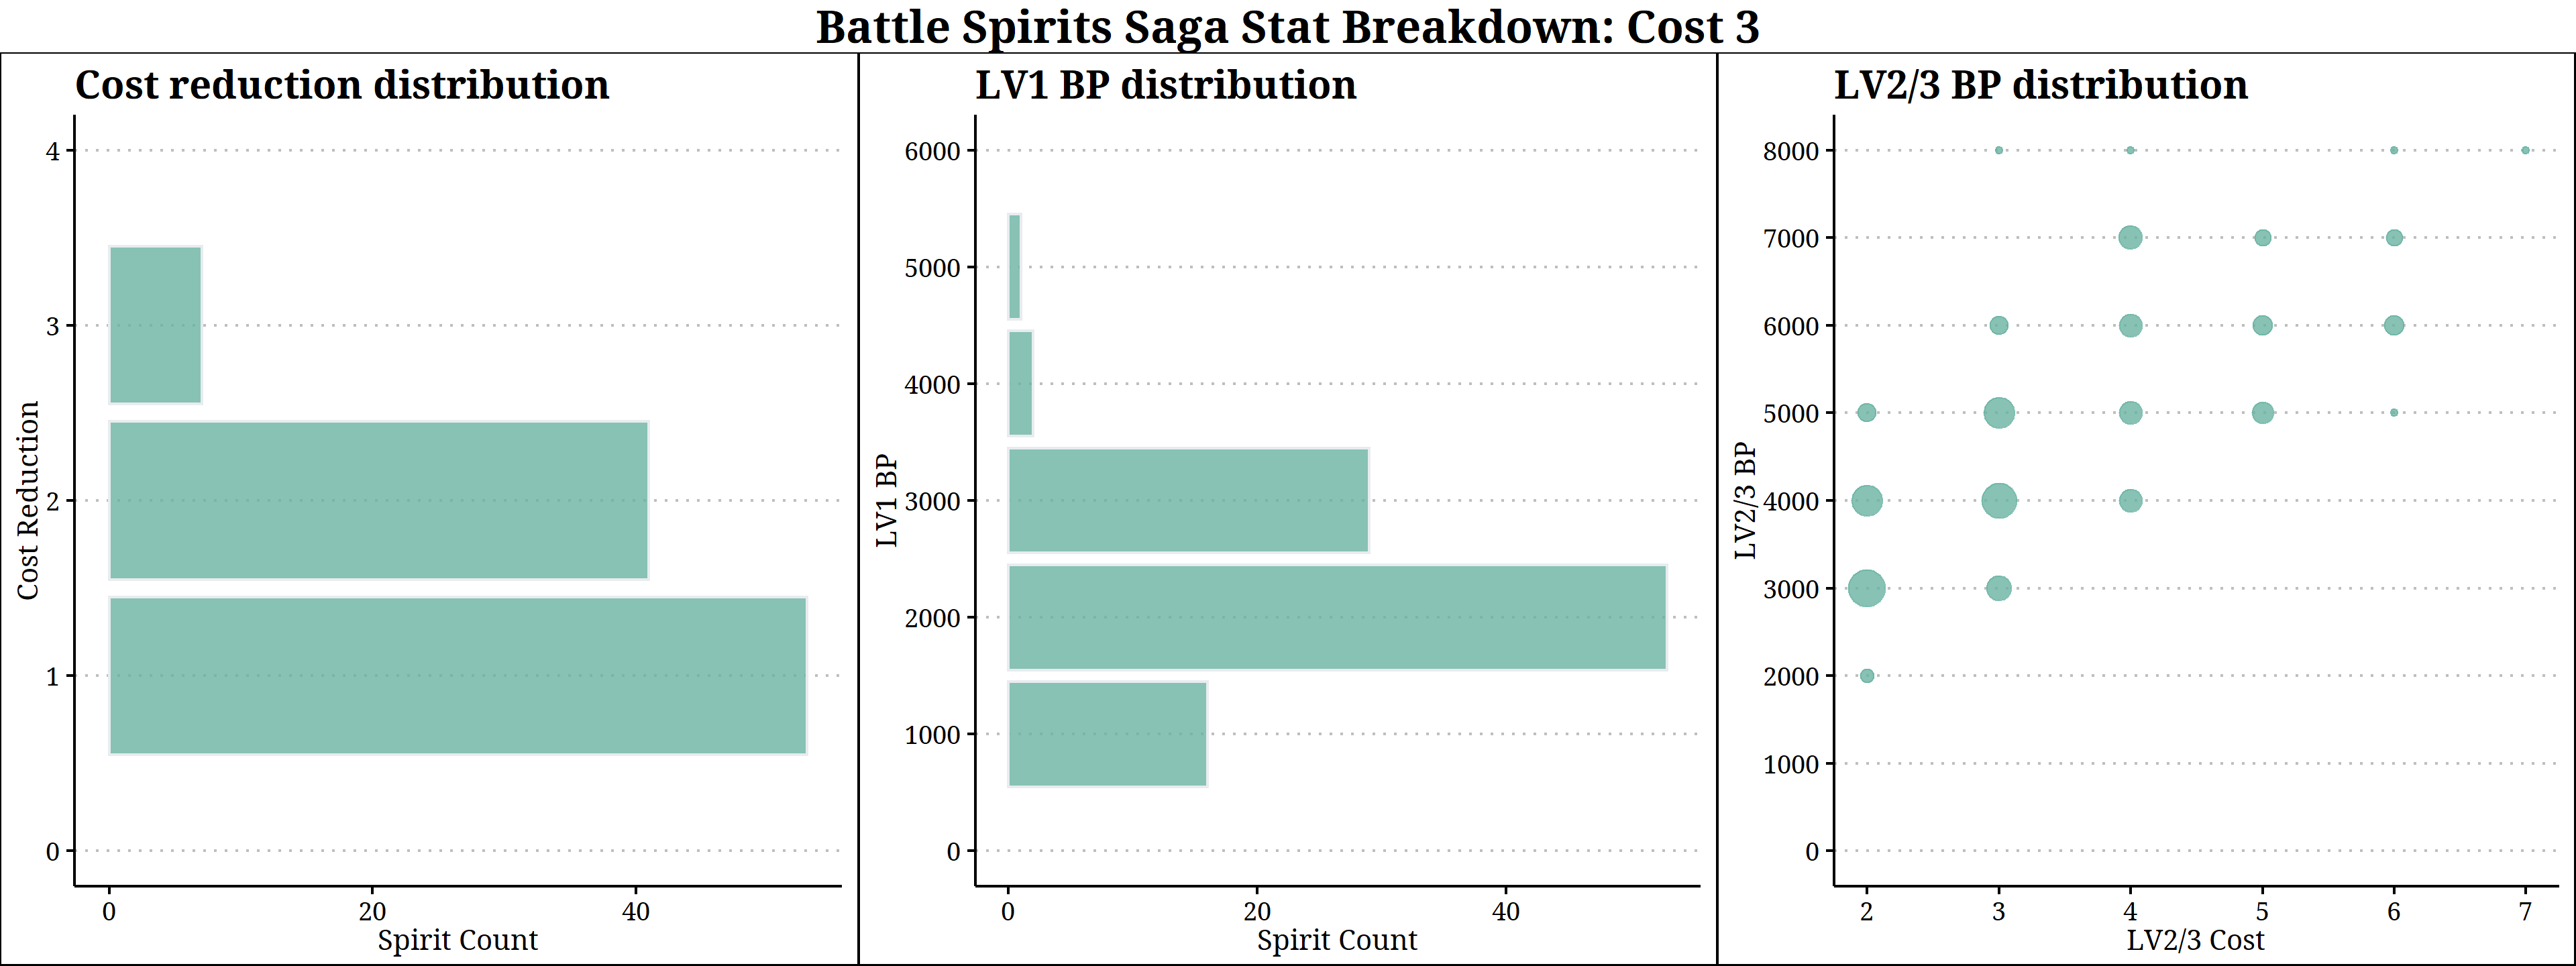 Battle Spirits Saga Stat Breakdown: Cost 3
Cost reduction distribution
4
3
2
1
0
Cost Reduction
0 20 40
Spirit Count
LV1 BP distribution
6000
5000
4000
3000
2000
1000
0
LV1 BP
0 20 40
Spirit Count
LV2/3 BP distribution
8000
7000
6000
5000
4000
3000
2000
1000
0
LV2/3 BP
2 3 4 5 6 7
LV2/3 Cost